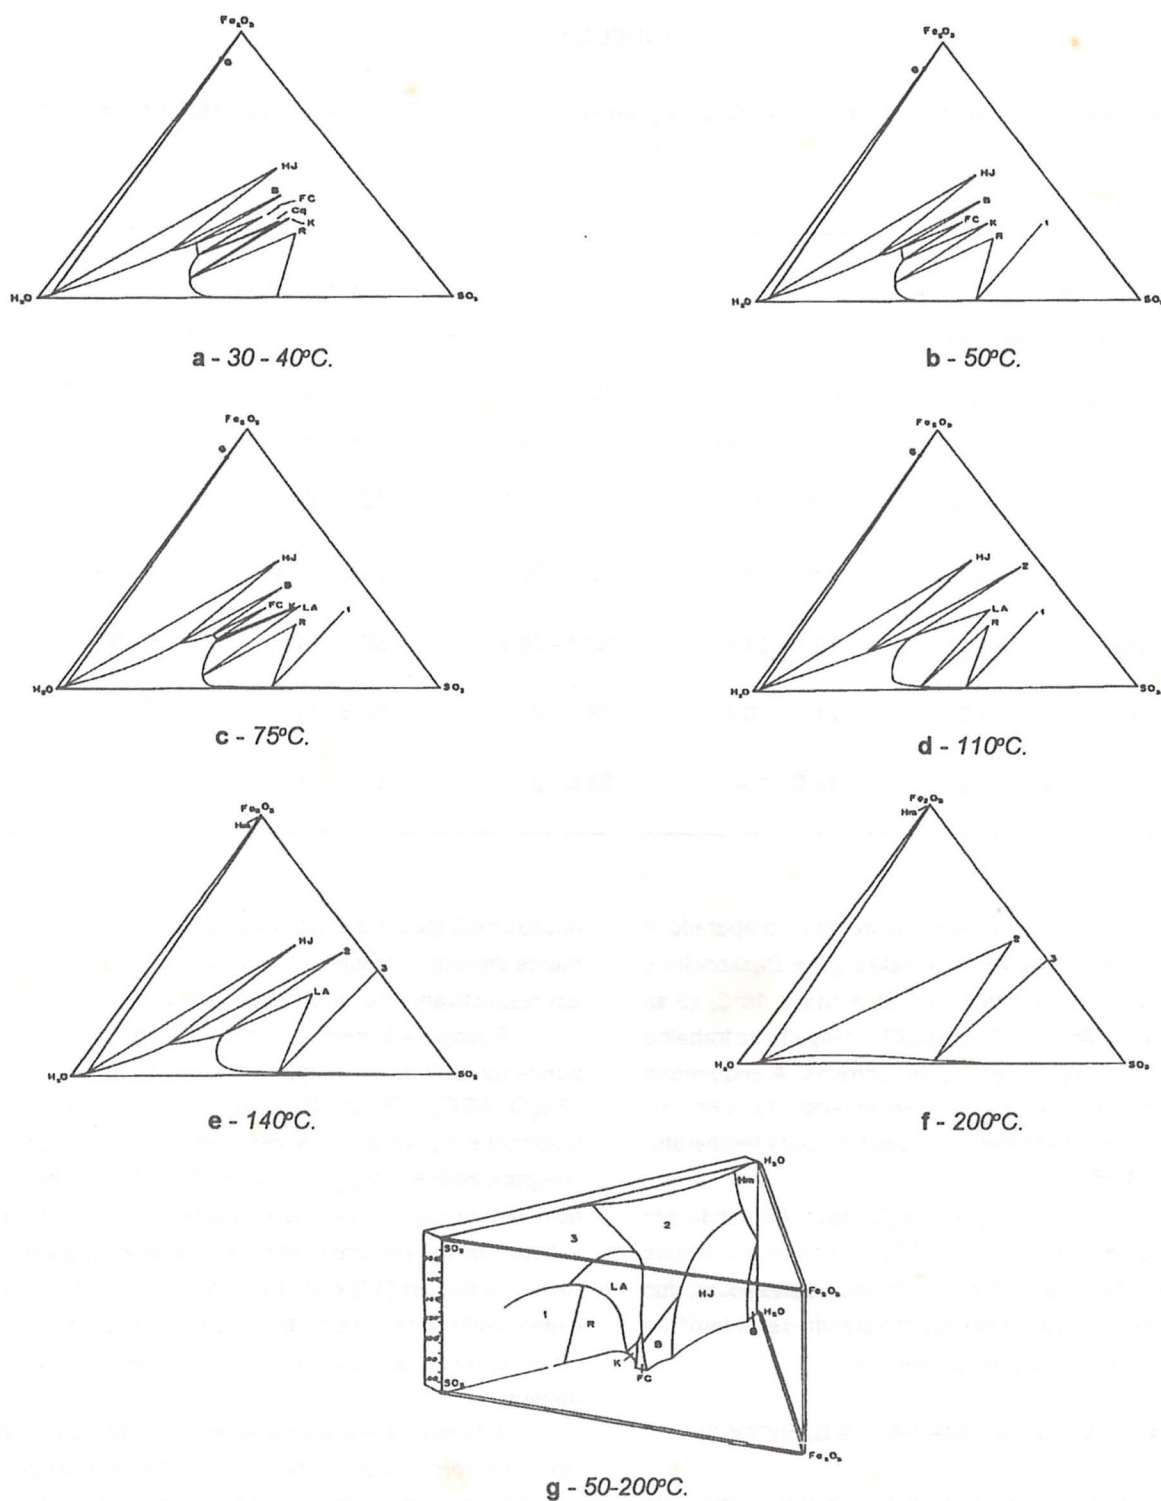 Fe₂O₃
G
HJ
B
FC
Cq
K
R
H₂O
SO₃
a - 30 - 40ºC.
Fe₂O₃
G
HJ
B
FC
K
R
1
H₂O
SO₃
b - 50ºC.
Fe₂O₃
G
HJ
B
FC
K
LA
R
1
H₂O
SO₃
c - 75ºC.
Fe₂O₃
G
HJ
2
LA
R
1
H₂O
SO₃
d - 110ºC.
Fe₂O₃
Hm
HJ
2
3
LA
H₂O
SO₃
e - 140ºC.
Fe₂O₃
Hm
2
3
H₂O
SO₃
f - 200ºC.
H₂O
Hm
SO₃
3
2
LA
HJ
Fe₂O₃
1
R
H₂O
G
B
K
FC
SO₃
Fe₂O₃
g - 50-200ºC.